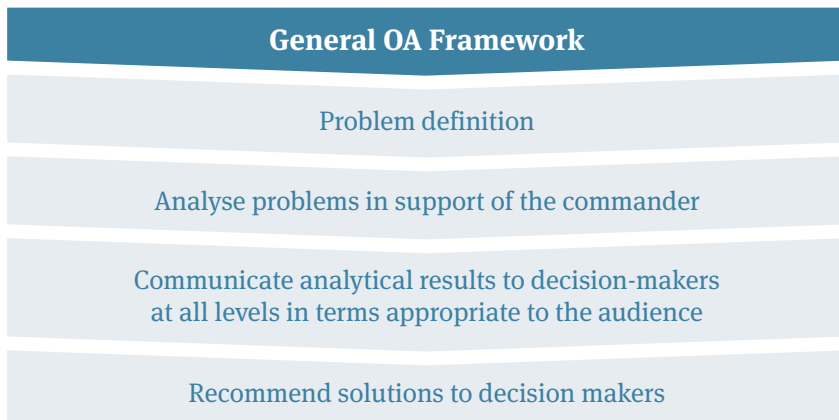 General OA Framework
Problem definition
Analyse problems in support of the commander
Communicate analytical results to decision-makers
at all levels in terms appropriate to the audience
Recommend solutions to decision makers